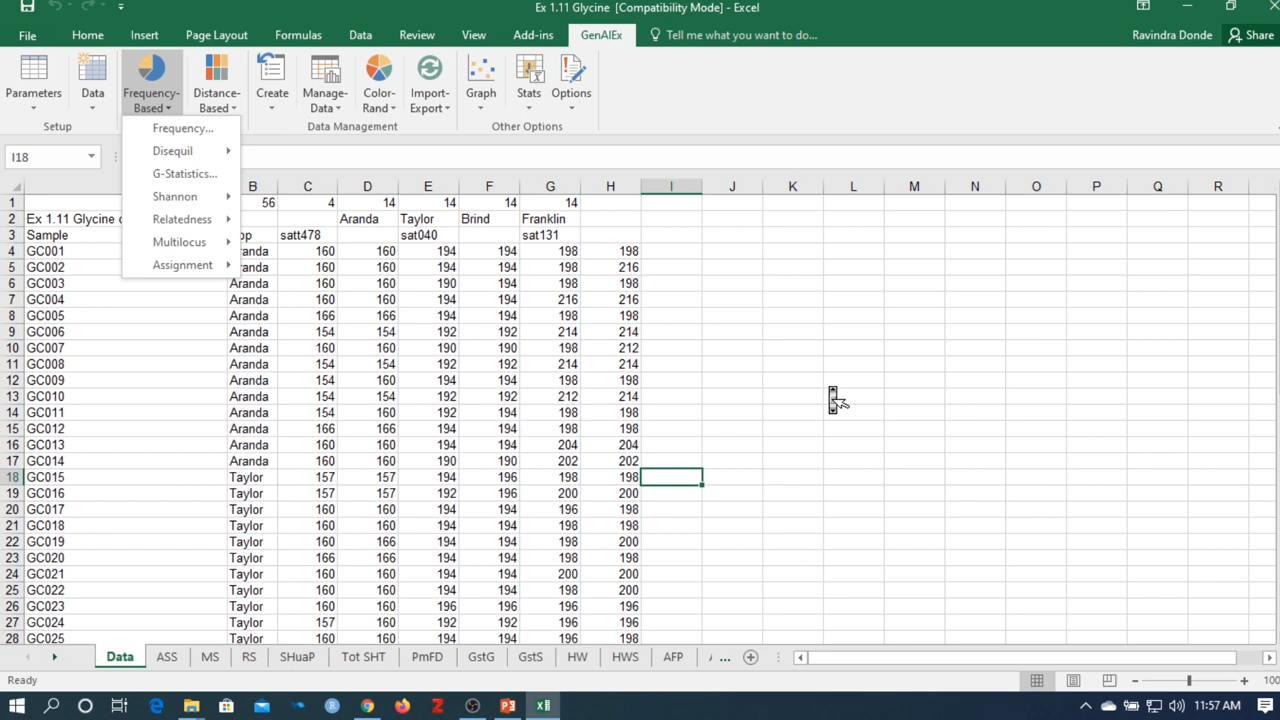 Ex 1.11 Glycine [Compatibility Mode] - Excel
File Home Insert Page Layout Formulas Data Review View Add-ins GenAlEx Tell me what you want to do... Ravindra Donde Share
Parameters Data Frequency- Distance- Create Manage- Color- Import- Graph Stats Options
Based Based Data Rand Export
Setup Data Management Other Options
Frequency...
Disequil
G-Statistics...
Shannon
Relatedness
Multilocus
Assignment
I18
B C D E F G H I J K L M N O P Q R
1 56 4 14 14 14 14
2 Ex 1.11 Glycine Aranda Taylor Brind Franklin
3 Sample satt478 sat040 sat131
4 GC001 160 160 194 194 198 198
5 GC002 160 160 194 194 198 216
6 GC003 Aranda 160 160 190 194 198 198
7 GC004 Aranda 160 160 194 194 216 216
8 GC005 Aranda 166 166 194 194 198 198
9 GC006 Aranda 154 154 192 192 214 214
10 GC007 Aranda 160 160 190 190 198 212
11 GC008 Aranda 154 154 192 192 214 214
12 GC009 Aranda 154 160 192 194 198 198
13 GC010 Aranda 154 154 192 192 212 214
14 GC011 Aranda 154 160 192 194 198 198
15 GC012 Aranda 166 166 194 194 198 198
16 GC013 Aranda 160 160 194 194 204 204
17 GC014 Aranda 160 160 190 190 202 202
18 GC015 Taylor 157 157 194 196 198 198
19 GC016 Taylor 157 157 192 196 200 200
20 GC017 Taylor 160 160 194 194 196 198
21 GC018 Taylor 160 160 194 194 198 198
22 GC019 Taylor 160 160 194 194 198 200
23 GC020 Taylor 166 166 194 194 198 198
24 GC021 Taylor 160 160 194 194 200 200
25 GC022 Taylor 160 160 194 194 198 200
26 GC023 Taylor 160 160 196 196 196 196
27 GC024 Taylor 157 160 192 192 196 196
28 GC025 Taylor 160 160 194 194 196 198
Data ASS MS RS SHuaP Tot SHT PmFD GstG GstS HW HWS AFP ...
Ready 100
11:57 AM